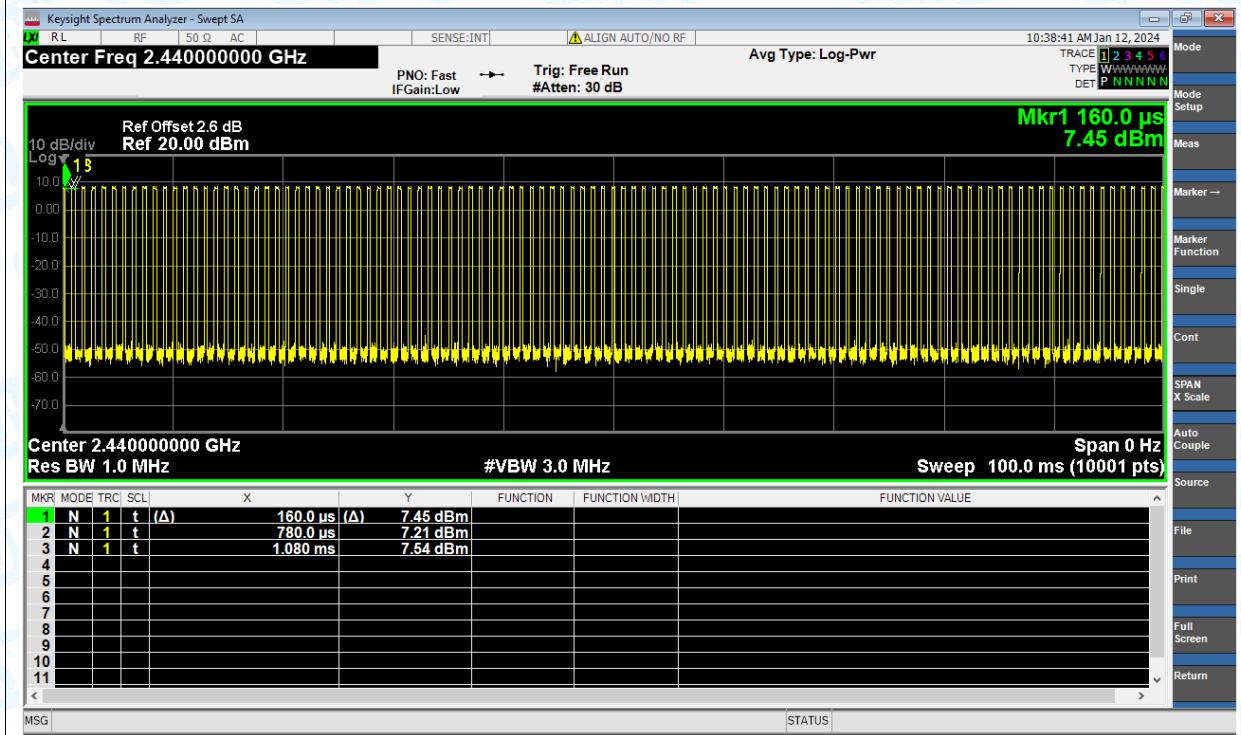 Keysight Spectrum Analyzer - Swept SA
LXI RL RF 50 Ω AC SENSE:INT ALIGN AUTO/NO RF 10:38:41 AM Jan 12, 2024
Center Freq 2.440000000 GHz
Avg Type: Log-Pwr
TRACE 1 2 3 4 5 6
TYPE WWWWWW
DET P N N N N N
PNO: Fast
IFGain:Low
Trig: Free Run
#Atten: 30 dB
Mkr1 160.0 µs
7.45 dBm
Ref Offset 2.6 dB
10 dB/div Ref 20.00 dBm
Log
1
3
10.0
0.00
-10.0
-20.0
-30.0
-40.0
-50.0
-60.0
-70.0
Center 2.440000000 GHz Span 0 Hz
Res BW 1.0 MHz #VBW 3.0 MHz Sweep 100.0 ms (10001 pts)
MKR MODE TRC SCL X Y FUNCTION FUNCTION WIDTH FUNCTION VALUE
1 N 1 t (Δ) 160.0 µs (Δ) 7.45 dBm
2 N 1 t 780.0 µs 7.21 dBm
3 N 1 t 1.080 ms 7.54 dBm
4
5
6
7
8
9
10
11
MSG STATUS
Mode
Mode
Setup
Meas
Marker →
Marker
Function
Single
Cont
SPAN
X Scale
Auto
Couple
Source
File
Print
Full
Screen
Return